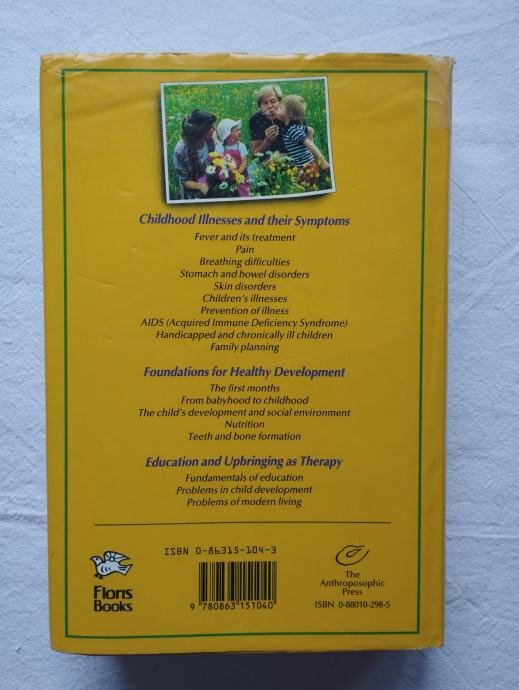 Childhood Illnesses and their Symptoms
Fever and its treatment
Pain
Breathing difficulties
Stomach and bowel disorders
Skin disorders
Children's illnesses
Prevention of illness
AIDS (Acquired Immune Deficiency Syndrome)
Handicapped and chronically ill children
Family planning
Foundations for Healthy Development
The first months
From babyhood to childhood
The child's development and social environment
Nutrition
Teeth and bone formation
Education and Upbringing as Therapy
Fundamentals of education
Problems in child development
Problems of modern living
Floris
Books
ISBN 0-86315-104-3
9 780863 151040
The
Anthroposophic
Press
ISBN 0-88010-298-5